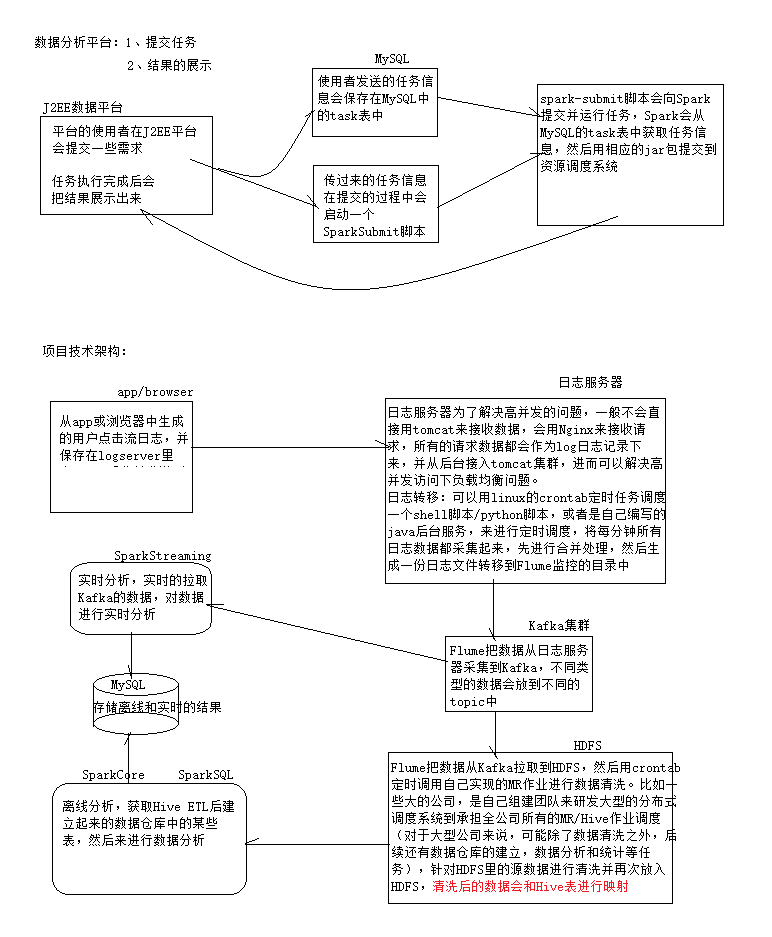 数据分析平台：1、提交任务
2、结果的展示
MySQL
使用者发送的任务信
息会保存在MySQL中
的task表中
J2EE数据平台
平台的使用者在J2EE平台
会提交一些需求
任务执行完成后会
把结果展示出来
传过来的任务信息
在提交的过程中会
启动一个
SparkSubmit脚本
spark-submit脚本会向Spark
提交并运行任务，Spark会从
MySQL的task表中获取任务信
息，然后用相应的jar包提交到
资源调度系统
项目技术架构：
app/browser
从app或浏览器中生成
的用户点击流日志，并
保存在logserver里
日志服务器
日志服务器为了解决高并发的问题，一般不会直
接用tomcat来接收数据，会用Nginx来接收请
求，所有的请求数据都会作为log日志记录下
来，并从后台接入tomcat集群，进而可以解决高
并发访问下负载均衡问题。
日志转移：可以用linux的crontab定时任务调度
一个shell脚本/python脚本，或者是自己编写的
java后台服务，来进行定时调度，将每分钟所有
日志数据都采集起来，先进行合并处理，然后生
成一份日志文件转移到Flume监控的目录中
SparkStreaming
实时分析，实时的拉取
Kafka的数据，对数据
进行实时分析
Kafka集群
Flume把数据从日志服务
器采集到Kafka，不同类
型的数据会放到不同的
topic中
MySQL
存储离线和实时的结果
HDFS
Flume把数据从Kafka拉取到HDFS，然后用crontab
定时调用自己实现的MR作业进行数据清洗。比如一
些大的公司，是自己组建团队来研发大型的分布式
调度系统到承担全公司所有的MR/Hive作业调度
（对于大型公司来说，可能除了数据清洗之外，后
续还有数据仓库的建立，数据分析和统计等任
务），针对HDFS里的源数据进行清洗并再次放入
HDFS，清洗后的数据会和Hive表进行映射
SparkCore SparkSQL
离线分析，获取Hive ETL后建
立起来的数据仓库中的某些
表，然后来进行数据分析